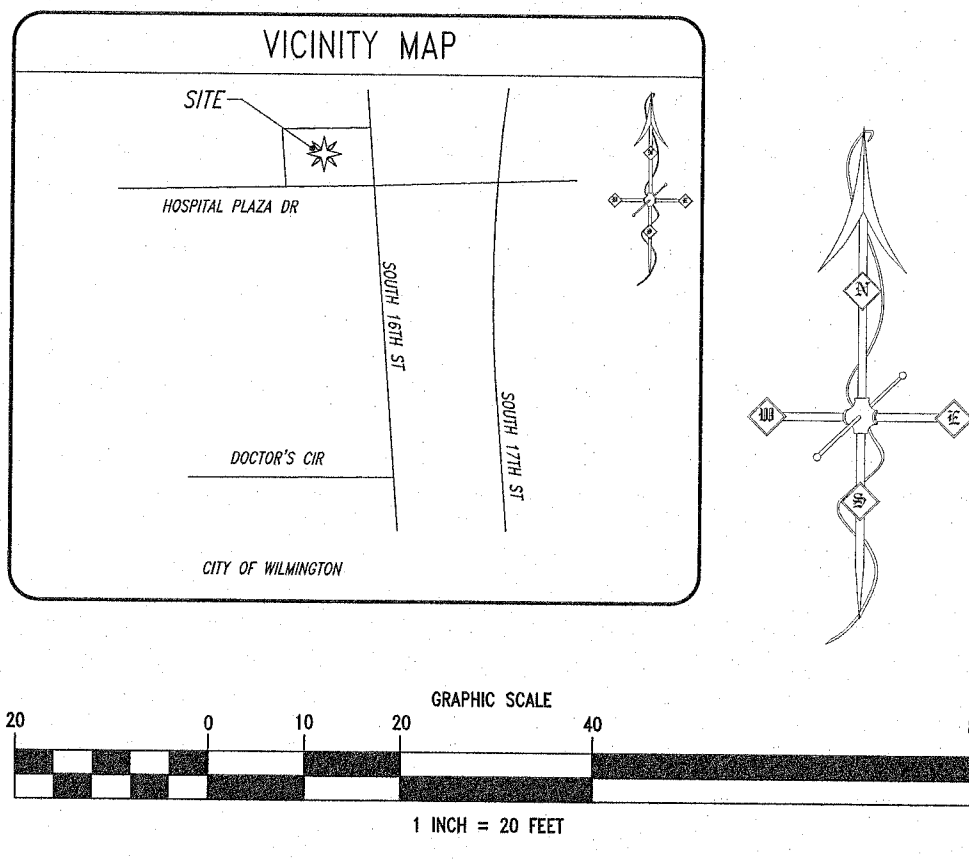 VICINITY MAP
SITE
HOSPITAL PLAZA DR
SOUTH 16TH ST
SOUTH 17TH ST
DOCTOR'S CIR
CITY OF WILMINGTON
N
W
E
S
GRAPHIC SCALE
20 0 10 20 40
1 INCH = 20 FEET